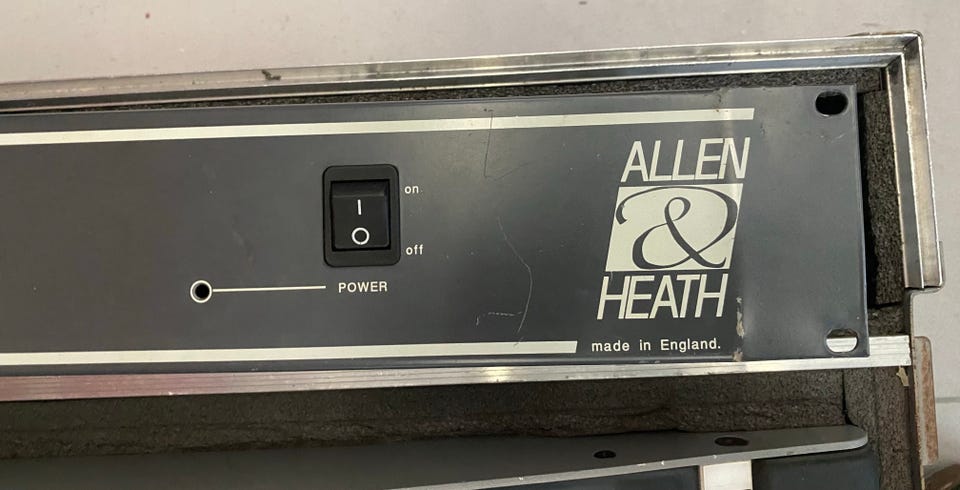 ALLEN
&
HEATH
on
I
O
off
POWER
made in England.